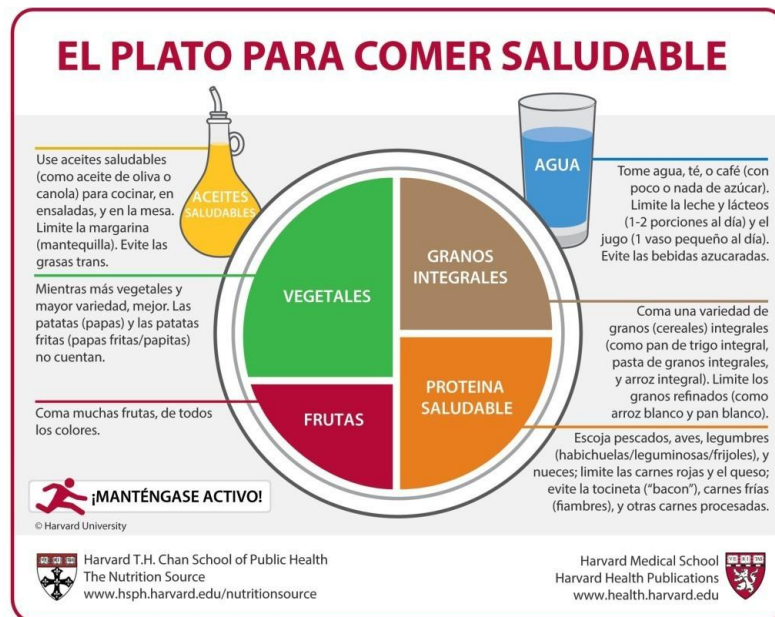 EL PLATO PARA COMER SALUDABLE
Use aceites saludables
(como aceite de oliva o
canola) para cocinar, en
ensaladas, y en la mesa.
Limite la margarina
(mantequilla). Evite las
grasas trans.
ACEITES
SALUDABLES
AGUA
Tome agua, té, o café (con
poco o nada de azúcar).
Limite la leche y lácteos
(1-2 porciones al día) y el
jugo (1 vaso pequeño al día).
Evite las bebidas azucaradas.
Mientras más vegetales y
mayor variedad, mejor. Las
patatas (papas) y las patatas
fritas (papas fritas/papitas)
no cuentan.
VEGETALES
GRANOS
INTEGRALES
Coma una variedad de
granos (cereales) integrales
(como pan de trigo integral,
pasta de granos integrales,
y arroz integral). Limite los
granos refinados (como
arroz blanco y pan blanco).
Coma muchas frutas, de todos
los colores.
FRUTAS
PROTEINA
SALUDABLE
Escoja pescados, aves, legumbres
(habichuelas/leguminosas/frijoles), y
nueces; limite las carnes rojas y el queso;
evite la tocineta ("bacon"), carnes frías
(fiambres), y otras carnes procesadas.
¡MANTÉNGASE ACTIVO!
© Harvard University
Harvard T.H. Chan School of Public Health
The Nutrition Source
www.hsph.harvard.edu/nutritionsource
Harvard Medical School
Harvard Health Publications
www.health.harvard.edu